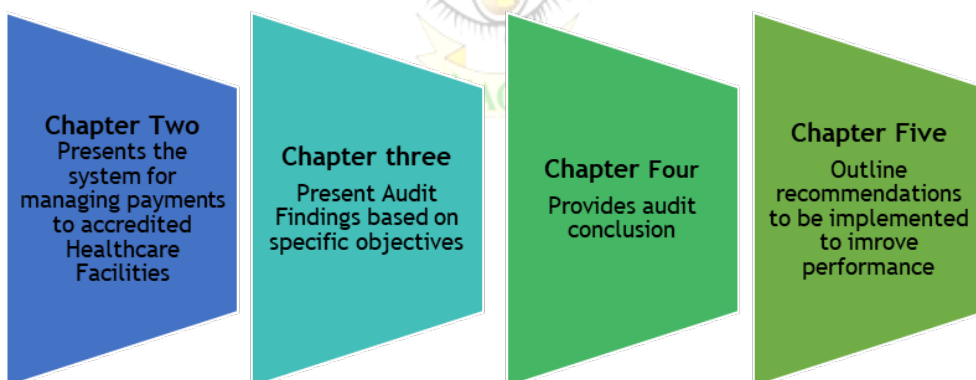 Chapter Two
Presents the
system for
managing payments
to accredited
Healthcare
Facilities
Chapter three
Present Audit
Findings based on
specific objectives
Chapter Four
Provides audit
conclusion
Chapter Five
Outline
recommendations
to be implemented
to imrove
performance